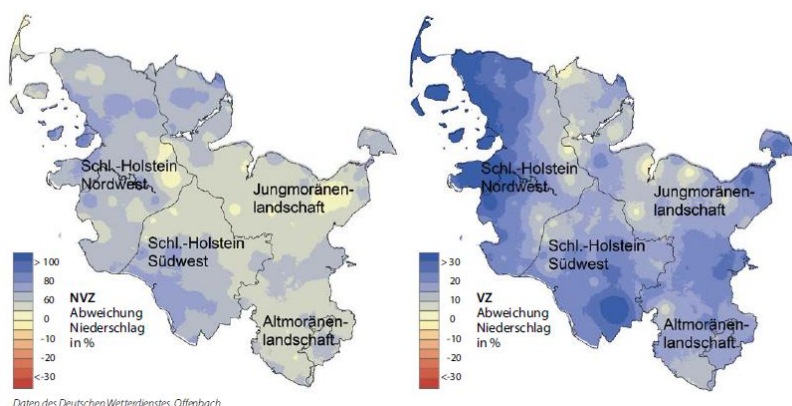 Schl.-Holstein
Nordwest
Jungmoränen-
landschaft
Schl.-Holstein
Südwest
Altmoränen-
landschaft
> 100
80
60
10
0
-10
-20
<-30
NVZ
Abweichung
Niederschlag
in %
Schl.-Holstein
Nordwest
Jungmoränen-
landschaft
Schl.-Holstein
Südwest
Altmoränen-
landschaft
>30
20
10
0
-10
-20
<-30
VZ
Abweichung
Niederschlag
in %
Daten des Deutschen Wetterdienstes, Offenbach